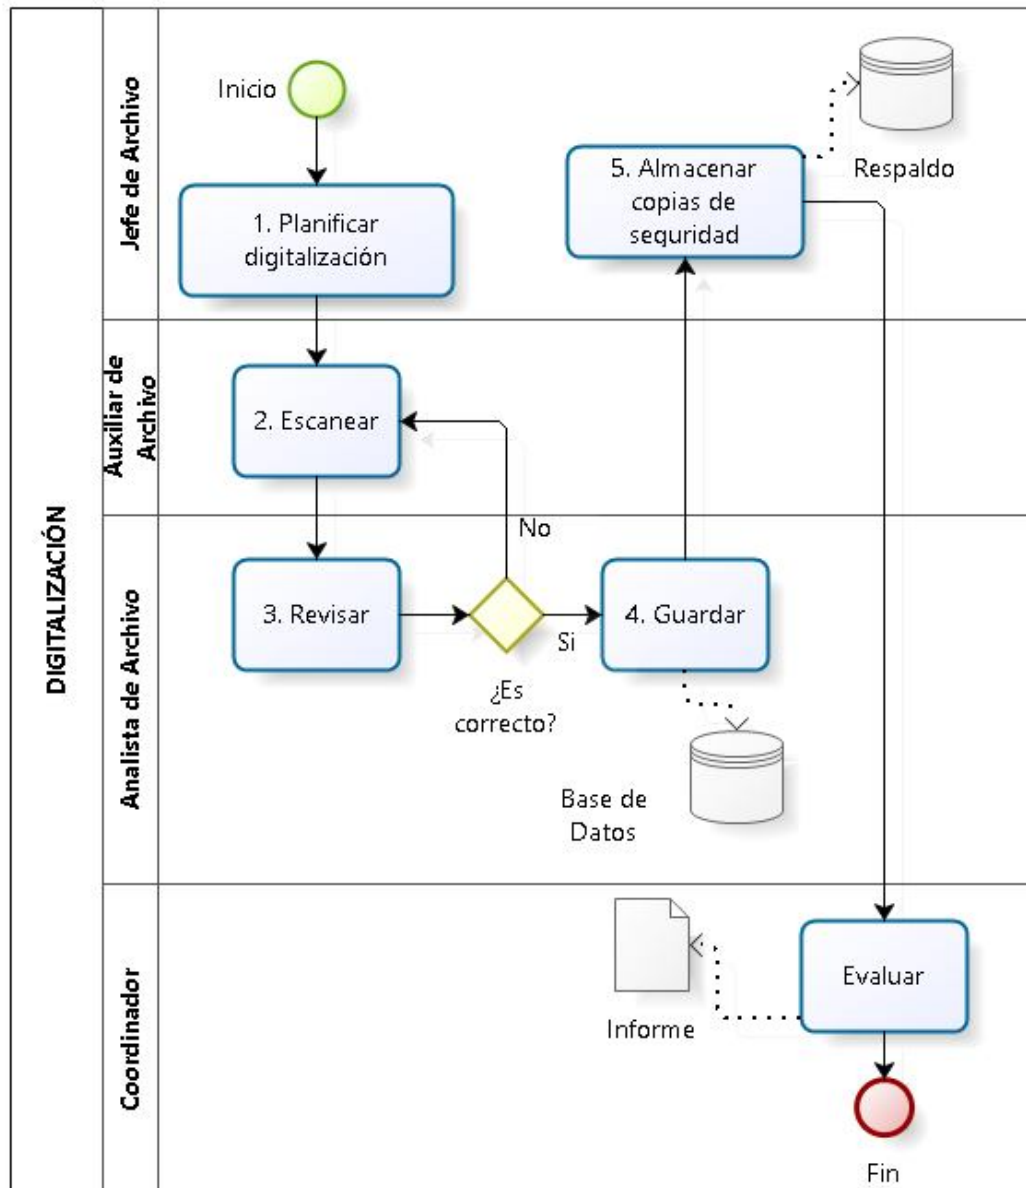 DIGITALIZACIÓN
Jefe de Archivo
Inicio
1. Planificar
digitalización
5. Almacenar
copias de
seguridad
Respaldo
Auxiliar de
Archivo
2. Escanear
No
Analista de Archivo
3. Revisar
¿Es
correcto?
Si
4. Guardar
Base de
Datos
Coordinador
Informe
Evaluar
Fin